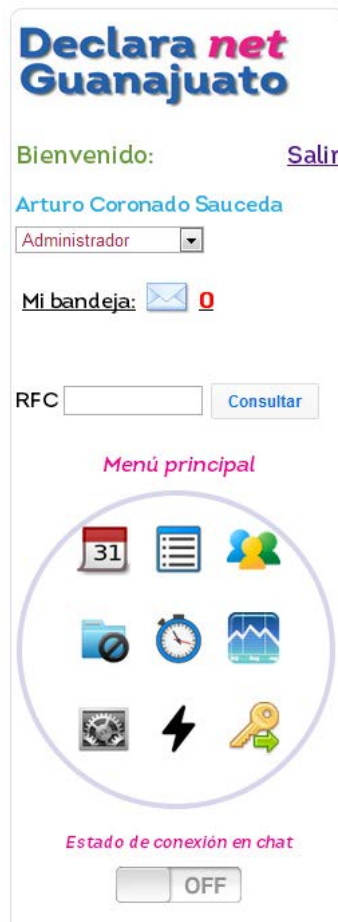 Declara net
Guanajuato
Bienvenido: Salir
Arturo Coronado Sauceda
Administrador
Mi bandeja: 0
RFC Consultar
Menú principal
31
Estado de conexión en chat
OFF